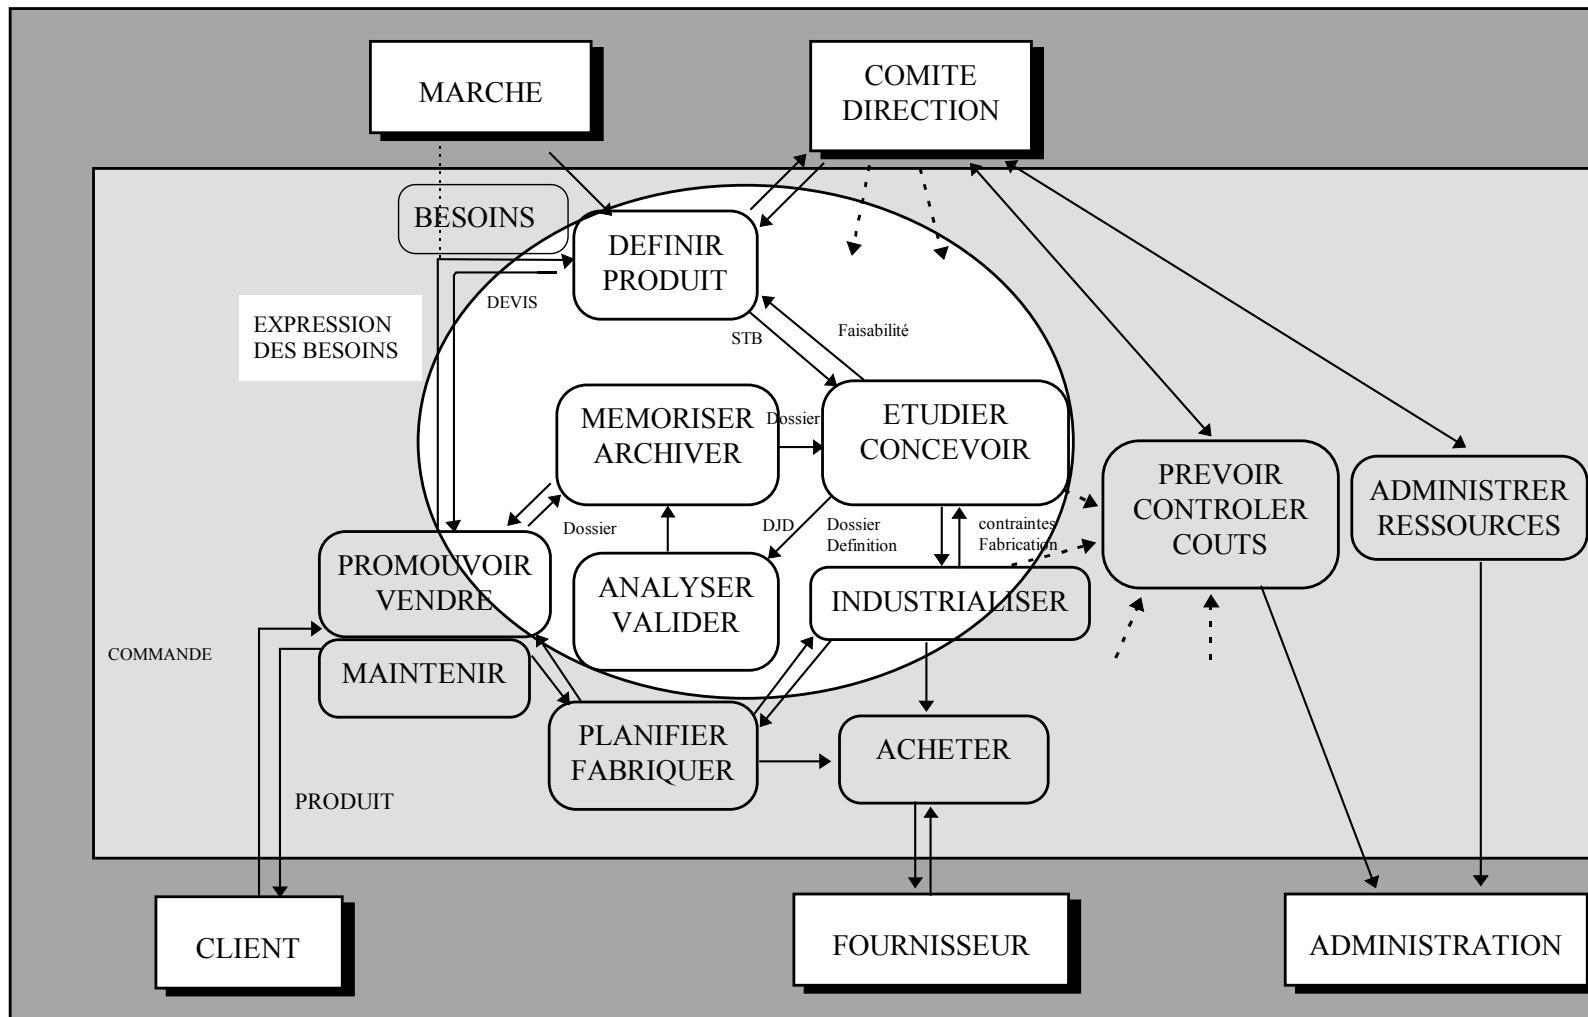 MARCHE
COMITE
DIRECTION
BESOINS
DEFINIR
PRODUIT
DEVIS
EXPRESSION
DES BESOINS
STB
Faisabilité
MEMORISER
ARCHIVER
Dossier
ETUDIER
CONCEVOIR
PREVOIR
CONTROLER
COUTS
ADMINISTRER
RESSOURCES
Dossier
DJD
Dossier
Definition
contraintes
Fabrication
PROMOUVOIR
VENDRE
ANALYSER
VALIDER
INDUSTRIALISER
COMMANDE
MAINTENIR
PLANIFIER
FABRIQUER
ACHETER
PRODUIT
CLIENT
FOURNISSEUR
ADMINISTRATION